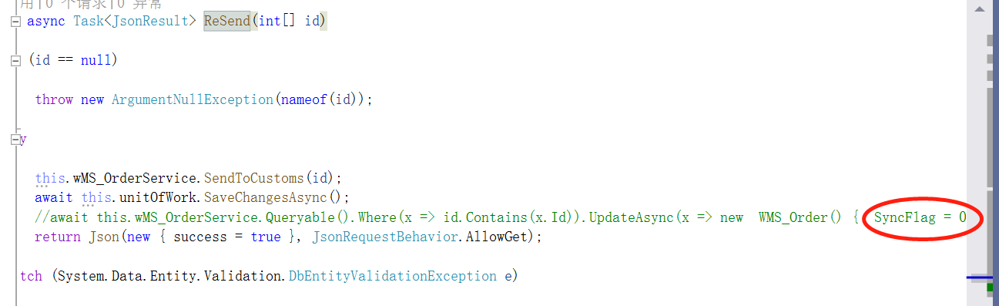 用|0 个请求|0 异常
async Task<JsonResult> ReSend(int[] id)
(id == null)
throw new ArgumentNullException(nameof(id));
y
this.wMS_OrderService.SendToCustoms(id);
await this.unitOfWork.SaveChangesAsync();
//await this.wMS_OrderService.Queryable().Where(x => id.Contains(x.Id)).UpdateAsync(x => new  WMS_Order() {  SyncFlag = 0
return Json(new { success = true }, JsonRequestBehavior.AllowGet);
tch (System.Data.Entity.Validation.DbEntityValidationException e)